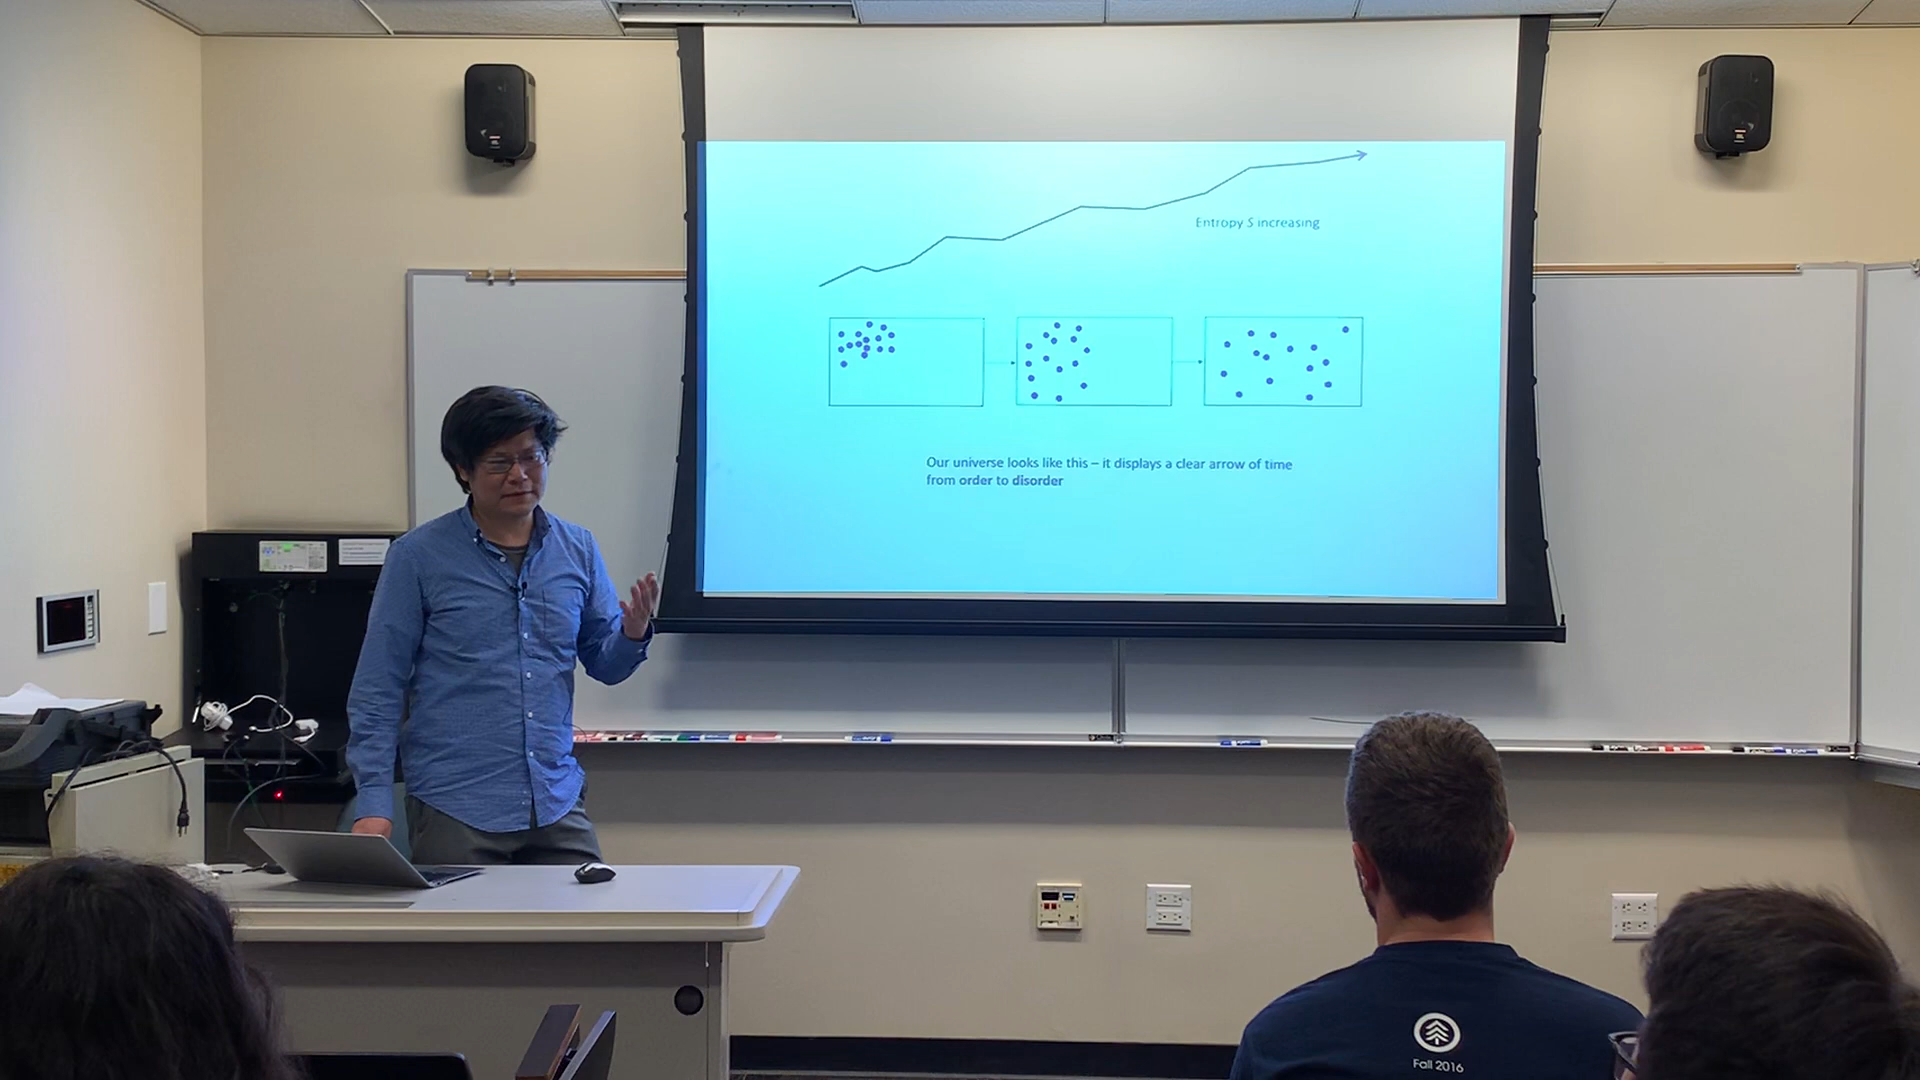 Entropy S increasing
Our universe looks like this – it displays a clear arrow of time
from order to disorder
Fall 2016